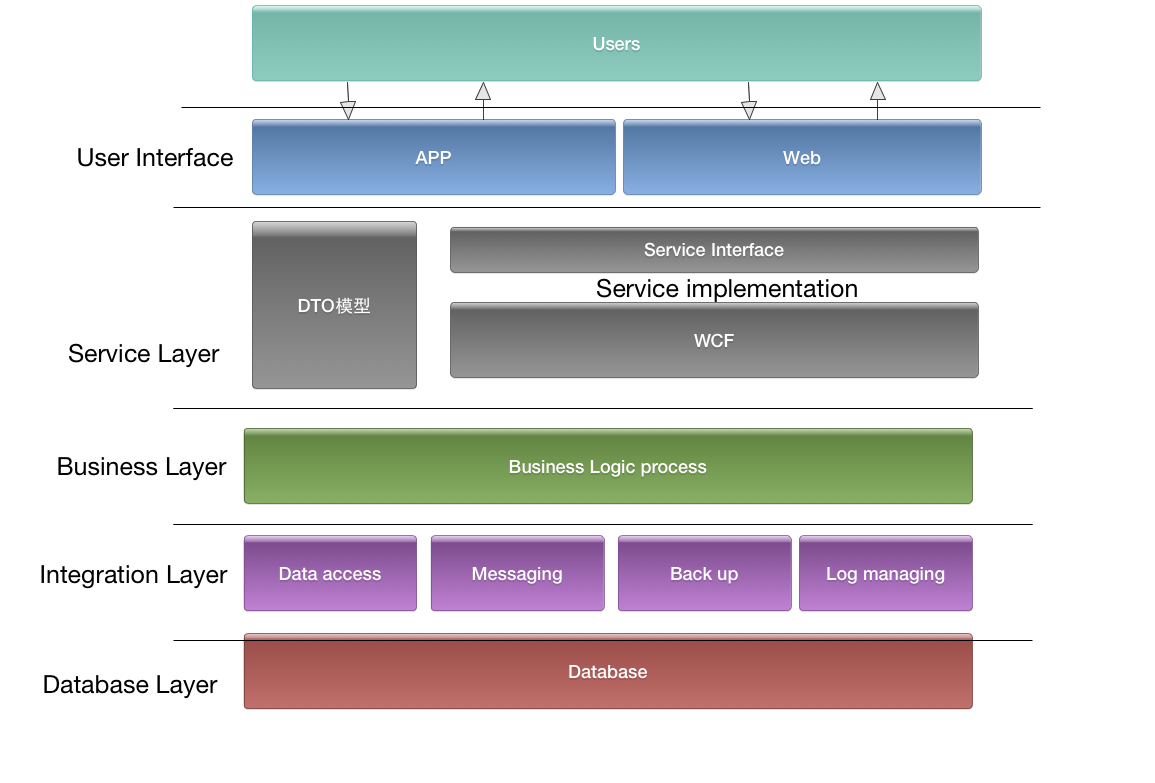 Users
User Interface
APP
Web
DTO模型
Service Interface
Service implementation
WCF
Service Layer
Business Layer
Business Logic process
Integration Layer
Data access
Messaging
Back up
Log managing
Database
Database Layer